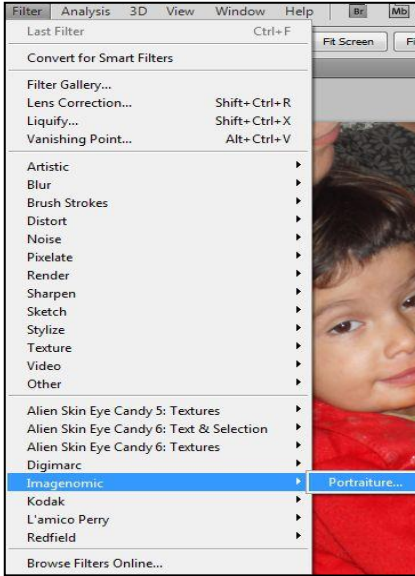 Filter Analysis 3D View Window Help Br Mb
Last Filter Ctrl+F
Fit Screen
Convert for Smart Filters
Filter Gallery...
Lens Correction... Shift+Ctrl+R
Liquify... Shift+Ctrl+X
Vanishing Point... Alt+Ctrl+V
Artistic
Blur
Brush Strokes
Distort
Noise
Pixelate
Render
Sharpen
Sketch
Stylize
Texture
Video
Other
Alien Skin Eye Candy 5: Textures
Alien Skin Eye Candy 6: Text & Selection
Alien Skin Eye Candy 6: Textures
Digimarc
Imagenomic Portraiture...
Kodak
L'amico Perry
Redfield
Browse Filters Online...